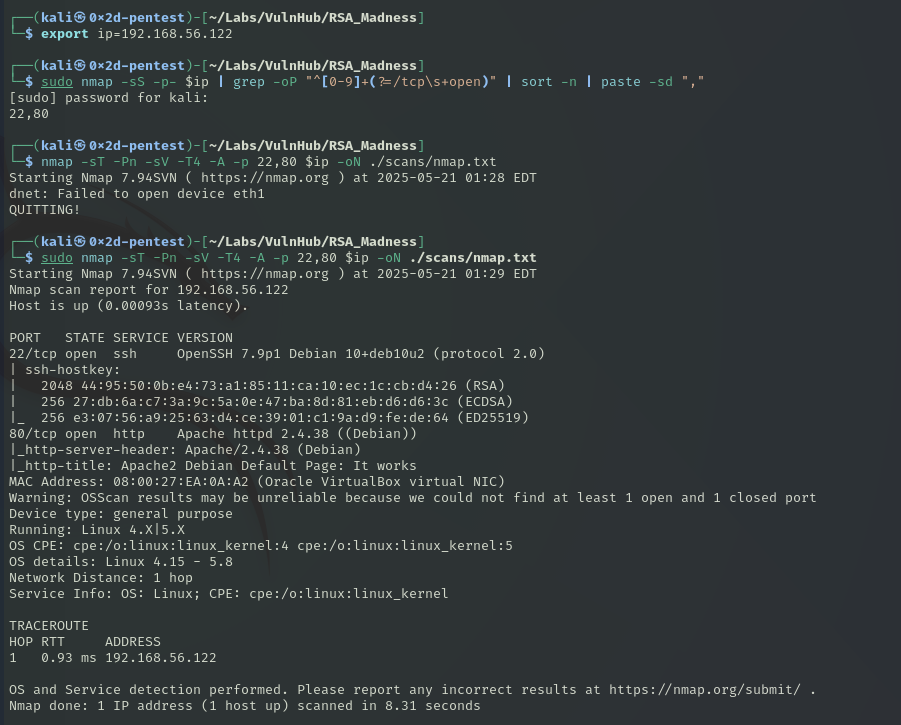 ┌──(kali㉿0×2d-pentest)-[~/Labs/VulnHub/RSA_Madness]
└─$ export ip=192.168.56.122
┌──(kali㉿0×2d-pentest)-[~/Labs/VulnHub/RSA_Madness]
└─$ sudo nmap -sS -p- $ip | grep -oP "^[0-9]+(?=/tcp\s+open)" | sort -n | paste -sd ","
[sudo] password for kali:
22,80
┌──(kali㉿0×2d-pentest)-[~/Labs/VulnHub/RSA_Madness]
└─$ nmap -sT -Pn -sV -T4 -A -p 22,80 $ip -oN ./scans/nmap.txt
Starting Nmap 7.94SVN ( https://nmap.org ) at 2025-05-21 01:28 EDT
dnet: Failed to open device eth1
QUITTING!
┌──(kali㉿0×2d-pentest)-[~/Labs/VulnHub/RSA_Madness]
└─$ sudo nmap -sT -Pn -sV -T4 -A -p 22,80 $ip -oN ./scans/nmap.txt
Starting Nmap 7.94SVN ( https://nmap.org ) at 2025-05-21 01:29 EDT
Nmap scan report for 192.168.56.122
Host is up (0.00093s latency).
PORT   STATE SERVICE VERSION
22/tcp open  ssh     OpenSSH 7.9p1 Debian 10+deb10u2 (protocol 2.0)
| ssh-hostkey:
|   2048 44:95:50:0b:e4:73:a1:85:11:ca:10:ec:1c:cb:d4:26 (RSA)
|   256 27:db:6a:c7:3a:9c:5a:0e:47:ba:8d:81:eb:d6:d6:3c (ECDSA)
|_  256 e3:07:56:a9:25:63:d4:ce:39:01:c1:9a:d9:fe:de:64 (ED25519)
80/tcp open  http    Apache httpd 2.4.38 ((Debian))
|_http-server-header: Apache/2.4.38 (Debian)
|_http-title: Apache2 Debian Default Page: It works
MAC Address: 08:00:27:EA:0A:A2 (Oracle VirtualBox virtual NIC)
Warning: OSScan results may be unreliable because we could not find at least 1 open and 1 closed port
Device type: general purpose
Running: Linux 4.X|5.X
OS CPE: cpe:/o:linux:linux_kernel:4 cpe:/o:linux:linux_kernel:5
OS details: Linux 4.15 - 5.8
Network Distance: 1 hop
Service Info: OS: Linux; CPE: cpe:/o:linux:linux_kernel
TRACEROUTE
HOP RTT     ADDRESS
1   0.93 ms 192.168.56.122
OS and Service detection performed. Please report any incorrect results at https://nmap.org/submit/ .
Nmap done: 1 IP address (1 host up) scanned in 8.31 seconds